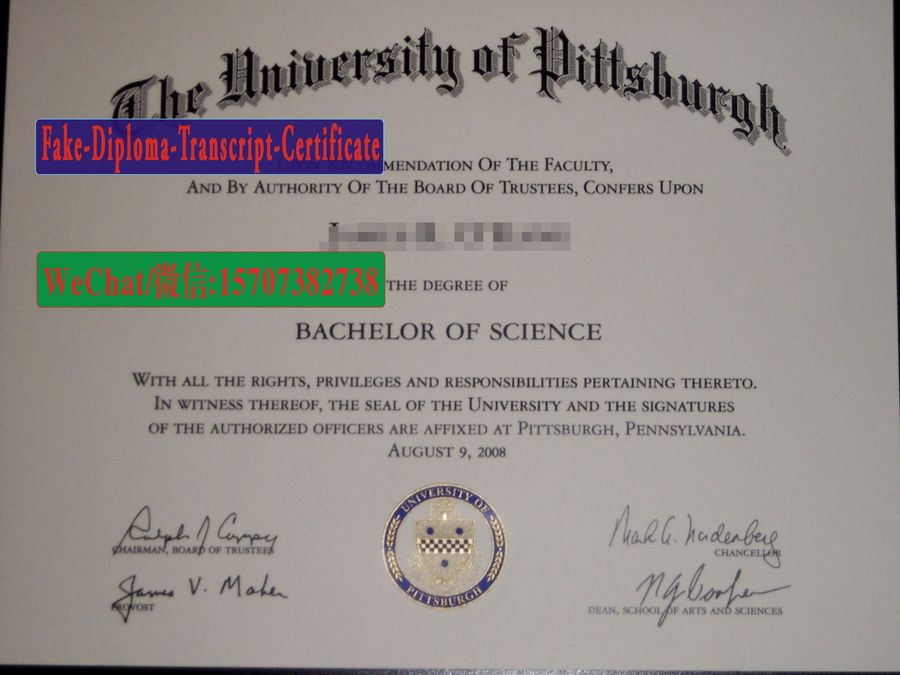 The University of Pittsburgh
Fake-Diploma-Transcript-Certificate
UPON RECOMMENDATION OF THE FACULTY,
AND BY AUTHORITY OF THE BOARD OF TRUSTEES, CONFERS UPON
WeChat/微信:15707382738
THE DEGREE OF
BACHELOR OF SCIENCE
WITH ALL THE RIGHTS, PRIVILEGES AND RESPONSIBILITIES PERTAINING THERETO.
IN WITNESS THEREOF, THE SEAL OF THE UNIVERSITY AND THE SIGNATURES
OF THE AUTHORIZED OFFICERS ARE AFFIXED AT PITTSBURGH, PENNSYLVANIA.
AUGUST 9, 2008
UNIVERSITY OF
PITTSBURGH
CHAIRMAN, BOARD OF TRUSTEES
Mark A. Nordenberg
CHANCELLOR
James V. Maher
PROVOST
DEAN, SCHOOL OF ARTS AND SCIENCES